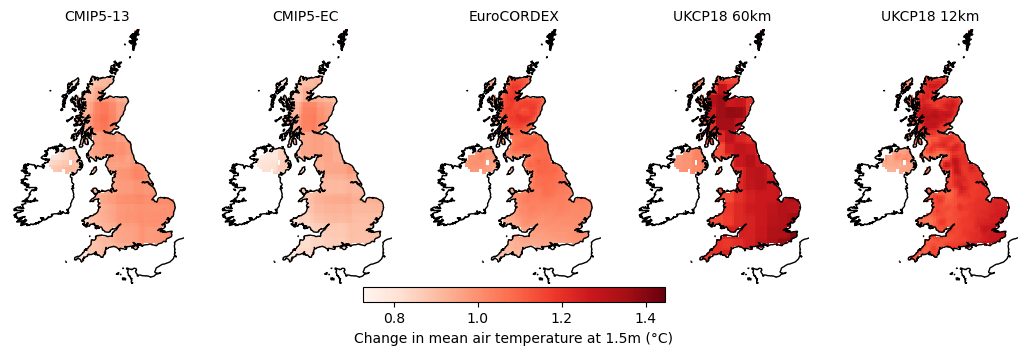 CMIP5-13
CMIP5-EC
EuroCORDEX
UKCP18 60km
UKCP18 12km
0.8
1.0
1.2
1.4
Change in mean air temperature at 1.5m (°C)